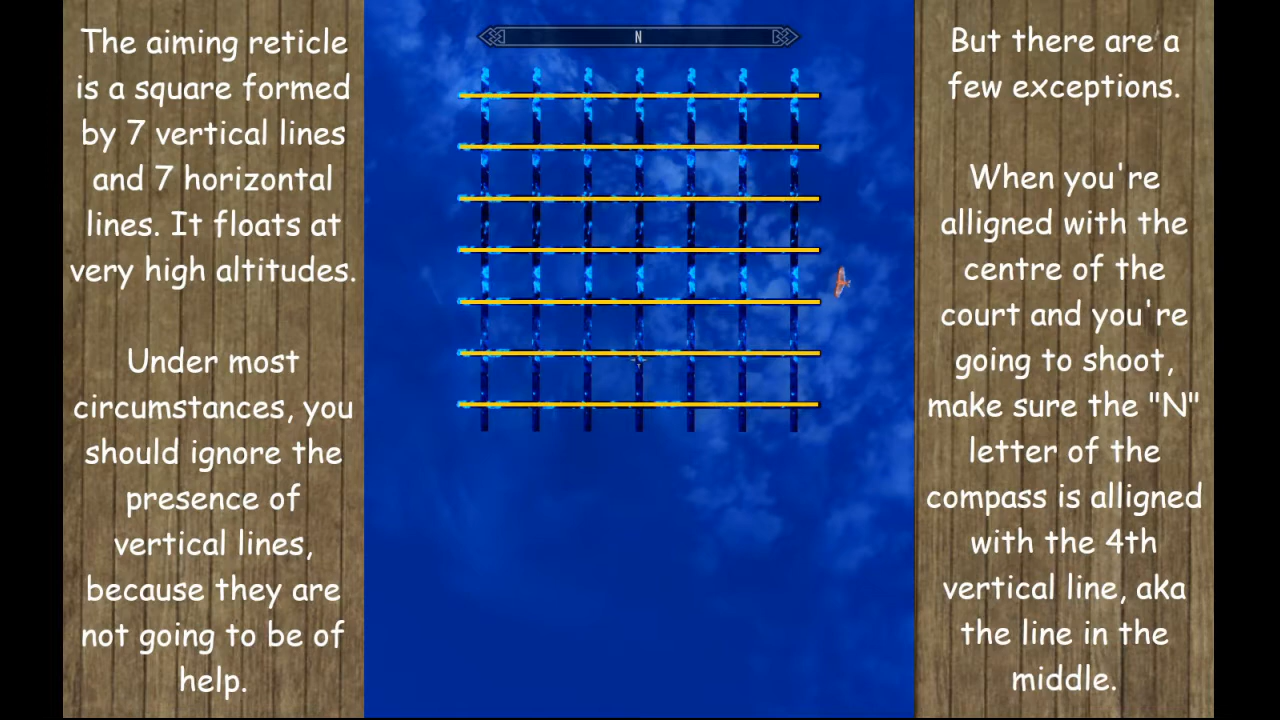 The aiming reticle
is a square formed
by 7 vertical lines
and 7 horizontal
lines. It floats at
very high altitudes.
Under most
circumstances, you
should ignore the
presence of
vertical lines,
because they are
not going to be of
help.
N
But there are a
few exceptions.
When you're
alligned with the
centre of the
court and you're
going to shoot,
make sure the "N"
letter of the
compass is alligned
with the 4th
vertical line, aka
the line in the
middle.